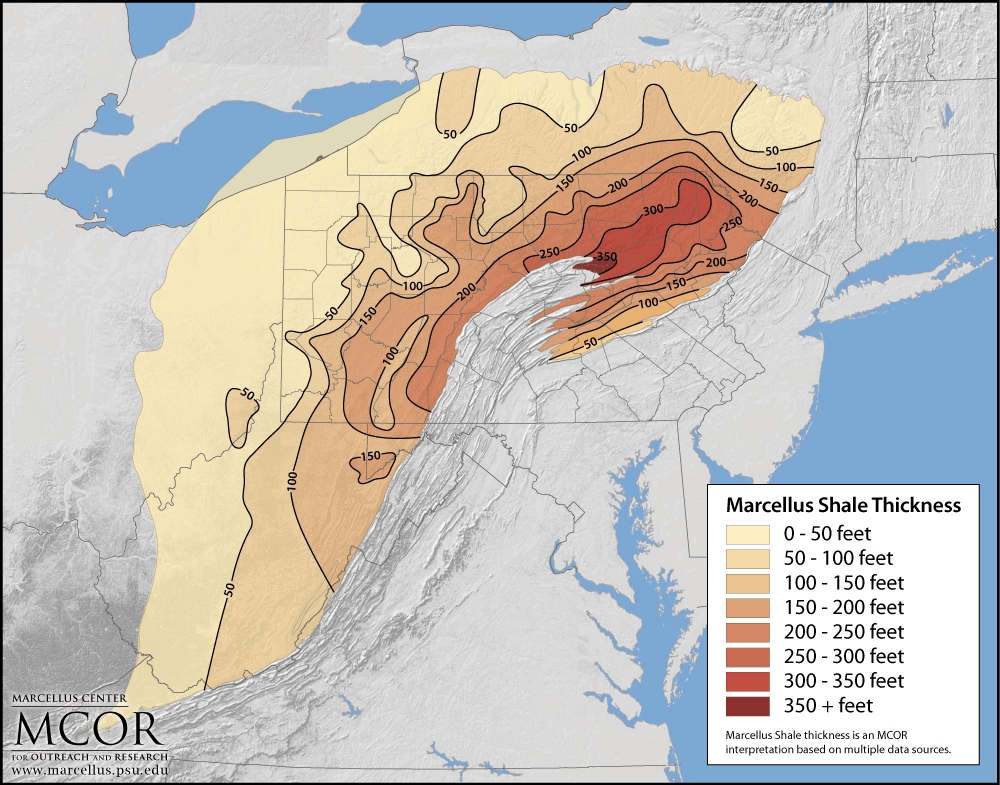 50
50
50
100
100
150
150
200
200
300
250
250
350
200
50
100
150
200
150
100
50
50
100
50
150
100
50
Marcellus Shale Thickness
0 - 50 feet
50 - 100 feet
100 - 150 feet
150 - 200 feet
200 - 250 feet
250 - 300 feet
300 - 350 feet
350 + feet
Marcellus Shale thickness is an MCOR
interpretation based on multiple data sources.
MARCELLUS CENTER
MCOR
FOR OUTREACH AND RESEARCH
www.marcellus.psu.edu